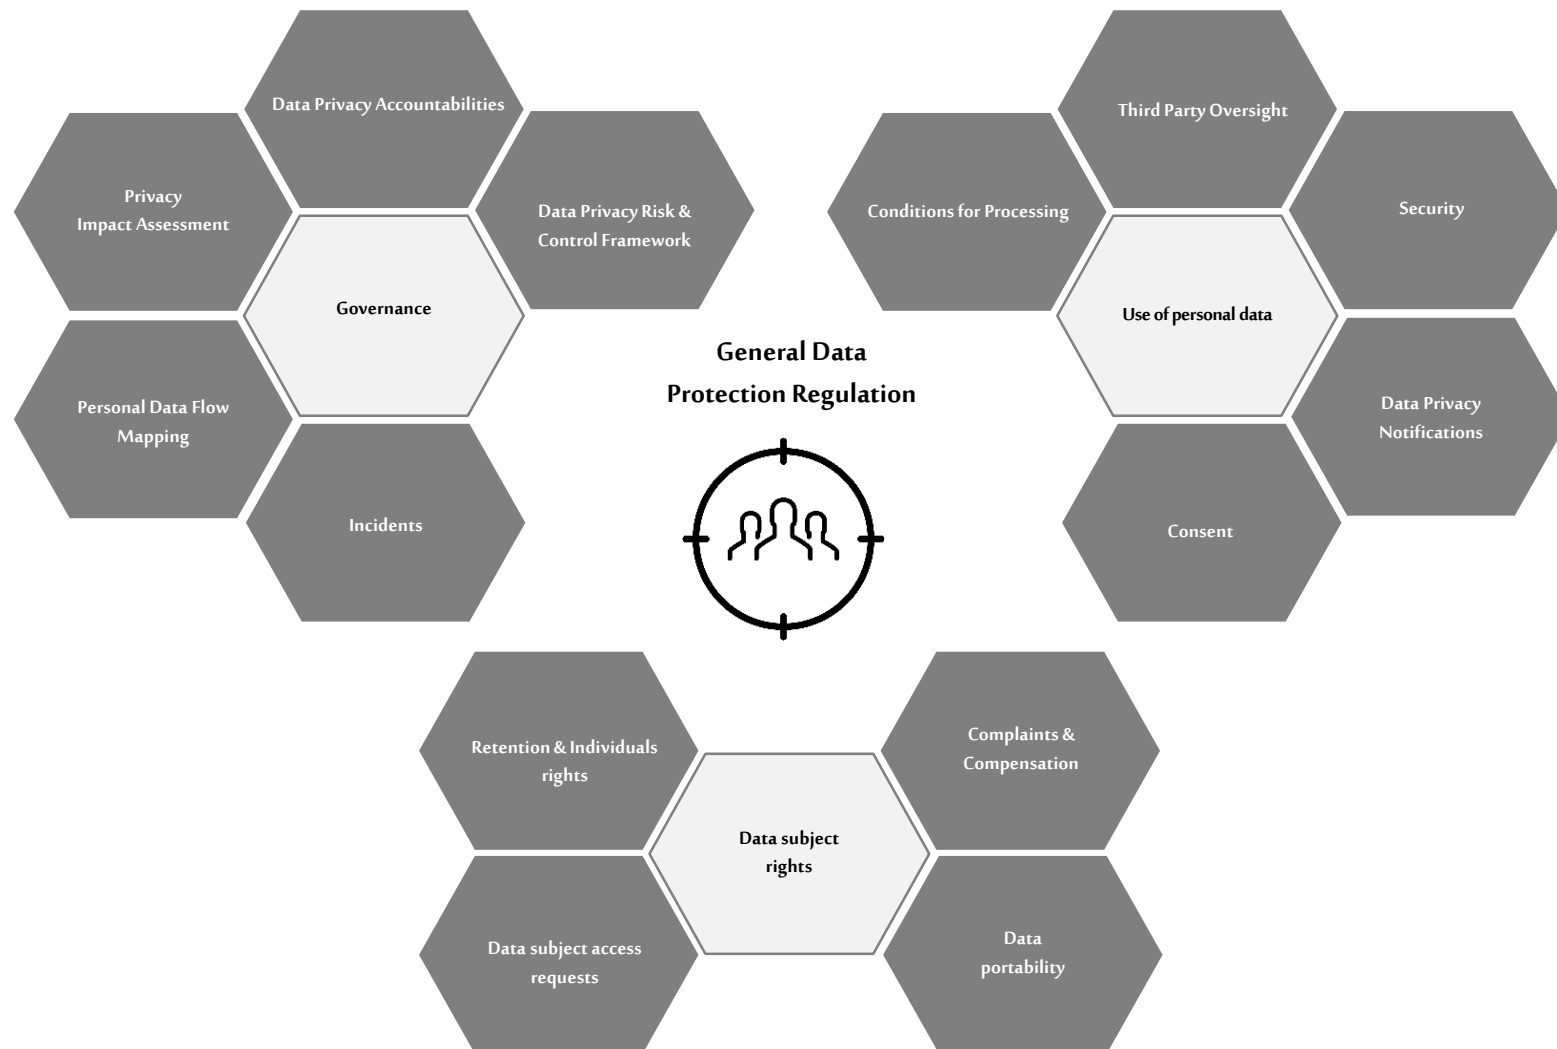 Data Privacy Accountabilities
Privacy
Impact Assessment
Data Privacy Risk &
Control Framework
Governance
Personal Data Flow
Mapping
Incidents
Third Party Oversight
Conditions for Processing
Security
Use of personal data
Data Privacy
Notifications
Consent
General Data
Protection Regulation
Retention & Individuals
rights
Complaints &
Compensation
Data subject
rights
Data subject access
requests
Data
portability